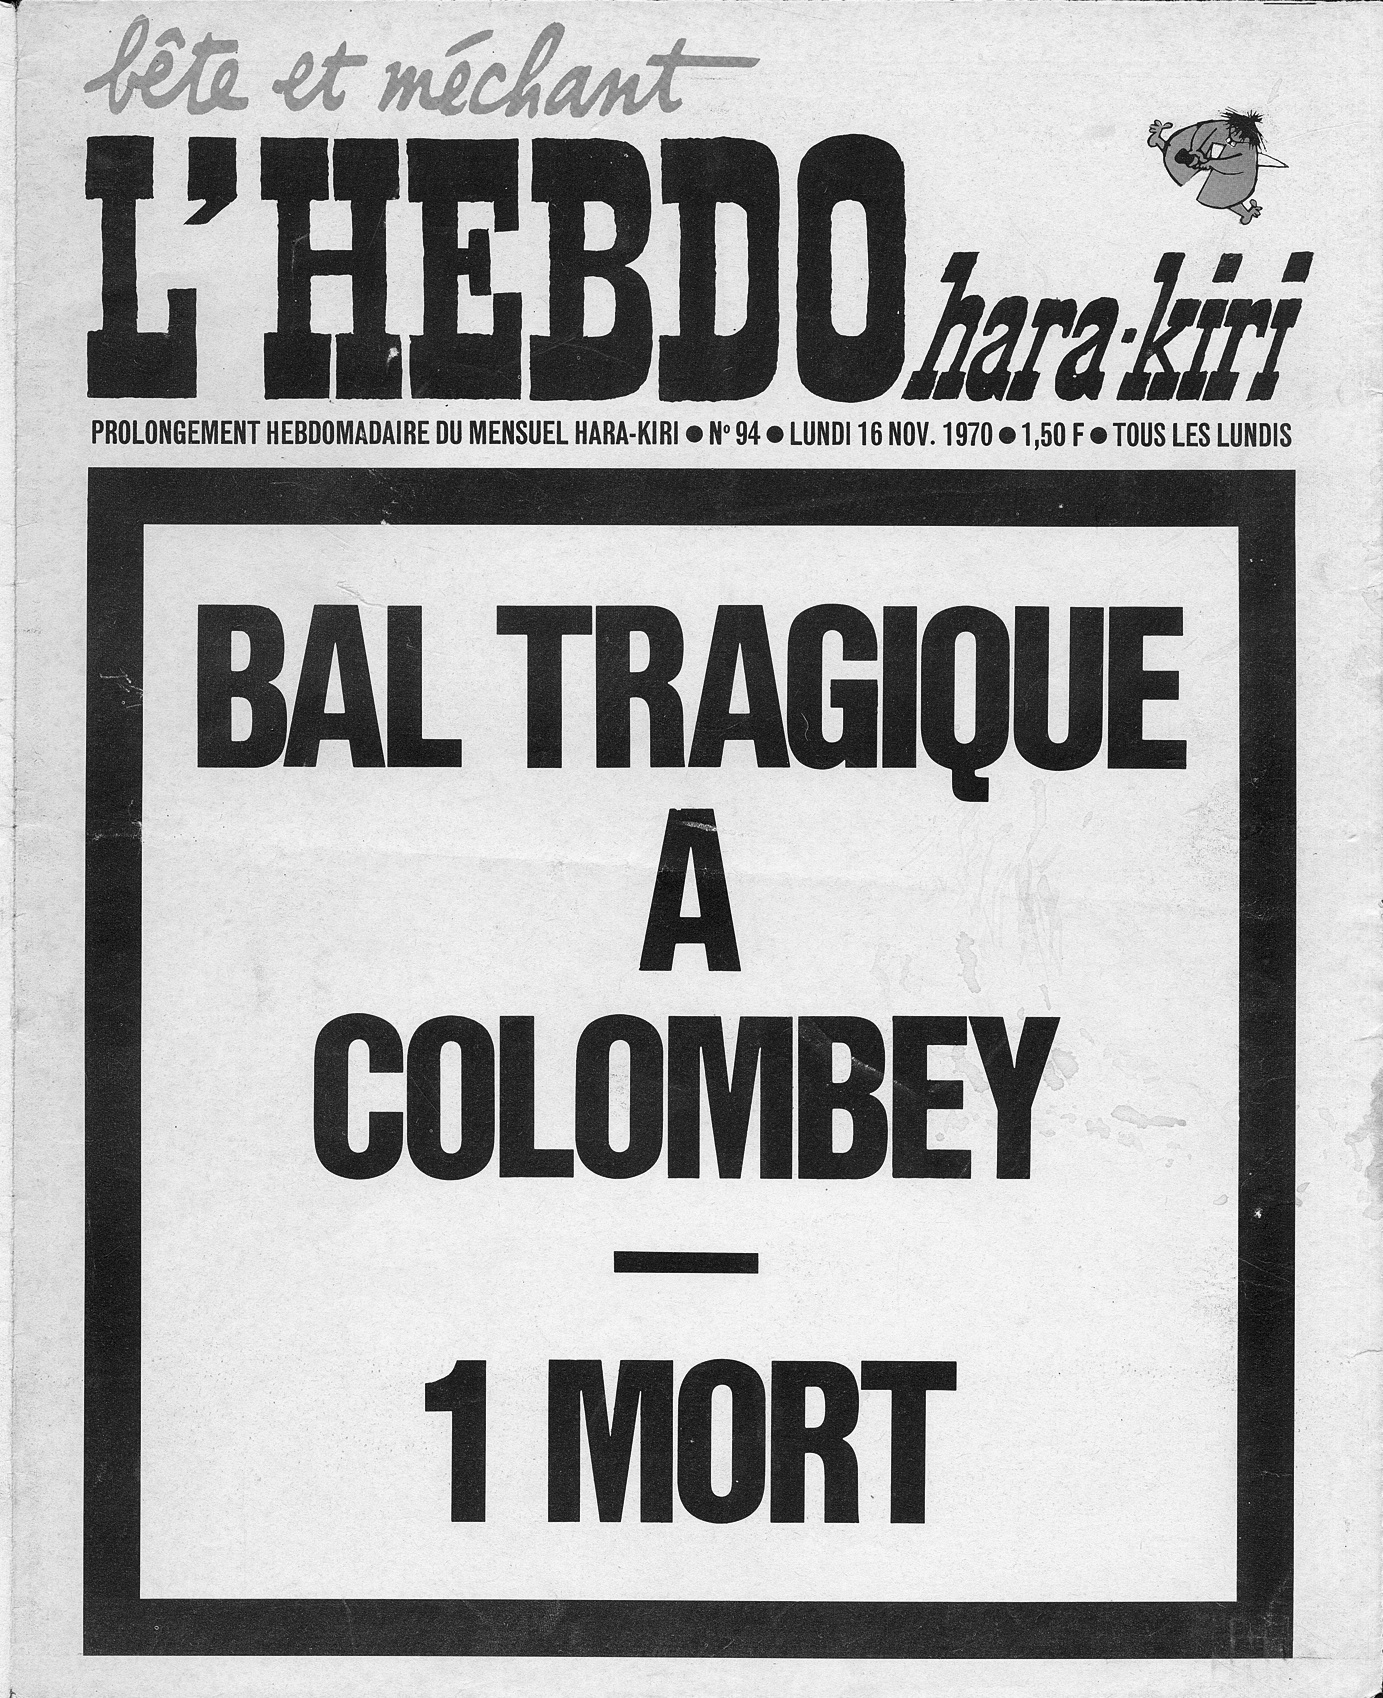 bête et méchant
L'HEBDO hara-kiri
PROLONGEMENT HEBDOMADAIRE DU MENSUEL HARA-KIRI ● Nº 94 ● LUNDI 16 NOV. 1970 ● 1,50 F ● TOUS LES LUNDIS
BAL TRAGIQUE
A
COLOMBEY
—
1 MORT